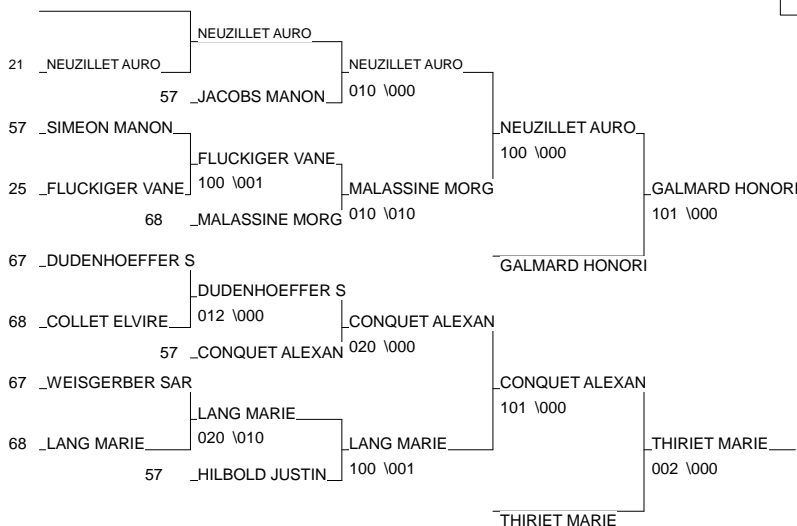 NEUZILLET AURO
21 NEUZILLET AURO NEUZILLET AURO
57 JACOBS MANON 010 \000
57 SIMEON MANON NEUZILLET AURO
FLUCKIGER VANE 100 \000
25 FLUCKIGER VANE 100 \001 MALASSINE MORG GALMARD HONORI
68 MALASSINE MORG 010 \010 101 \000
67 DUDENHOEFFER S GALMARD HONORI
DUDENHOEFFER S
68 COLLET ELVIRE 012 \000 CONQUET ALEXAN
57 CONQUET ALEXAN 020 \000
67 WEISGERBER SAR CONQUET ALEXAN
LANG MARIE 101 \000
68 LANG MARIE 020 \010 LANG MARIE THIRIET MARIE
57 HILBOLD JUSTIN 100 \001 002 \000
THIRIET MARIE